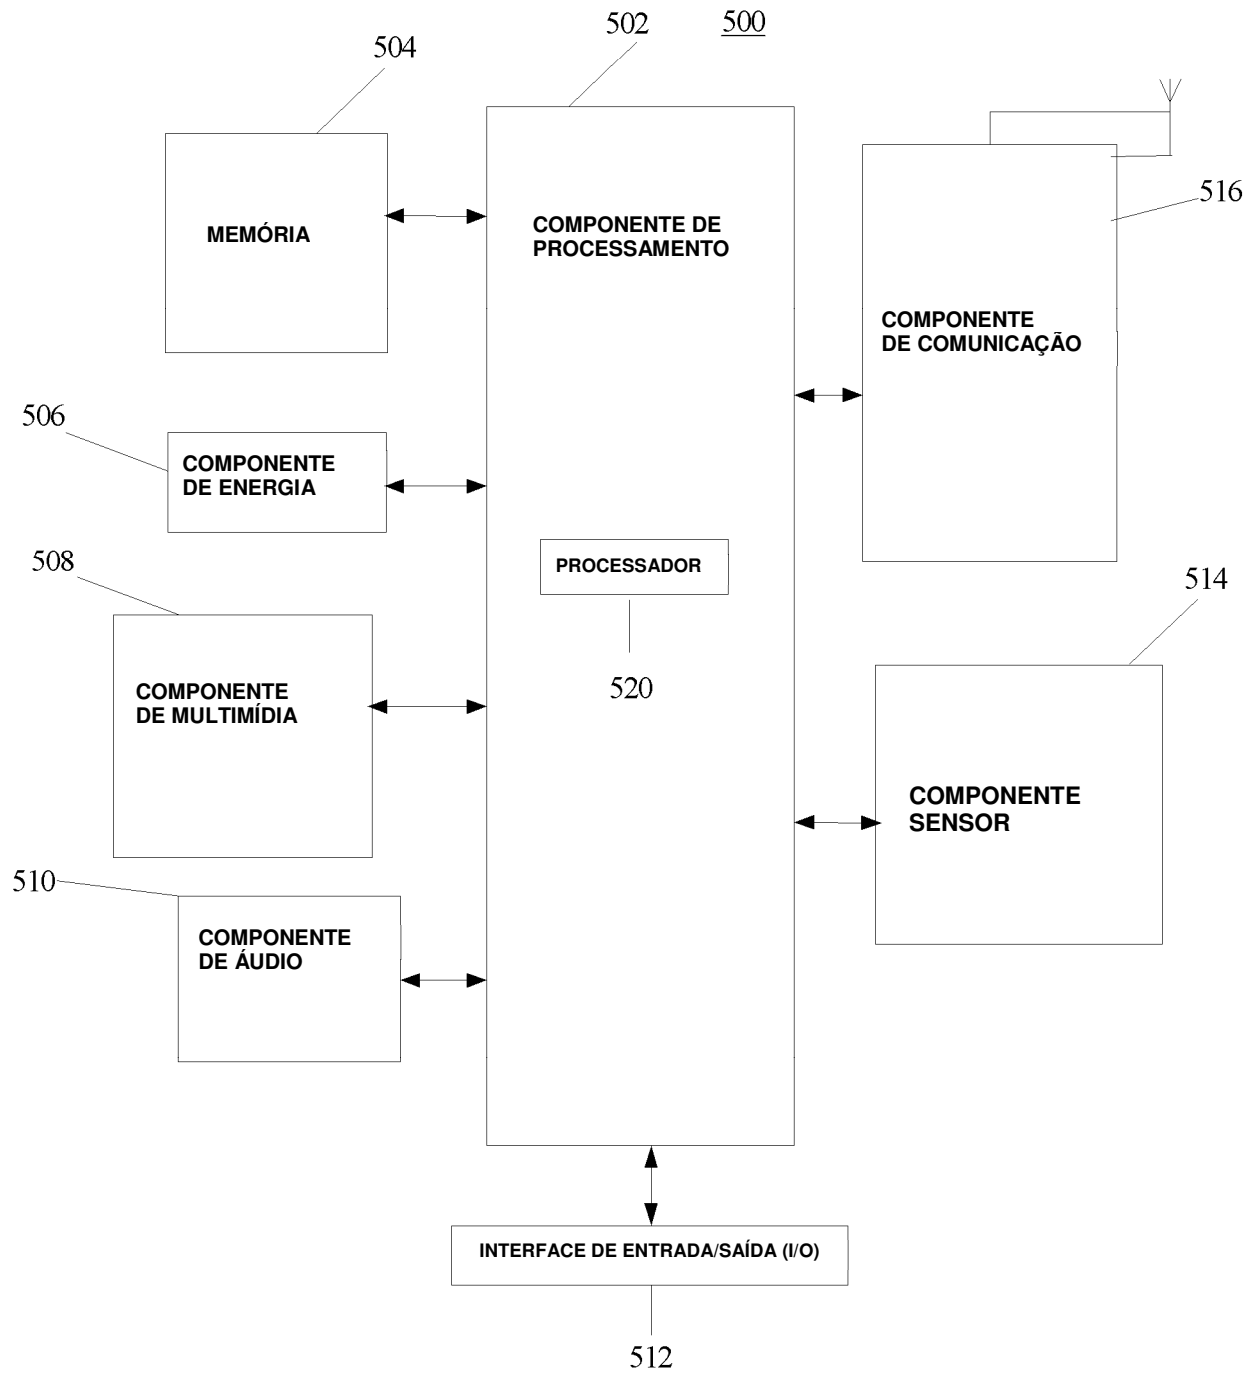 502
500
504
MEMÓRIA
COMPONENTE DE
PROCESSAMENTO
516
COMPONENTE
DE COMUNICAÇÃO
506
COMPONENTE
DE ENERGIA
508
PROCESSADOR
520
514
COMPONENTE
DE MULTIMÍDIA
COMPONENTE
SENSOR
510
COMPONENTE
DE ÁUDIO
INTERFACE DE ENTRADA/SAÍDA (I/O)
512